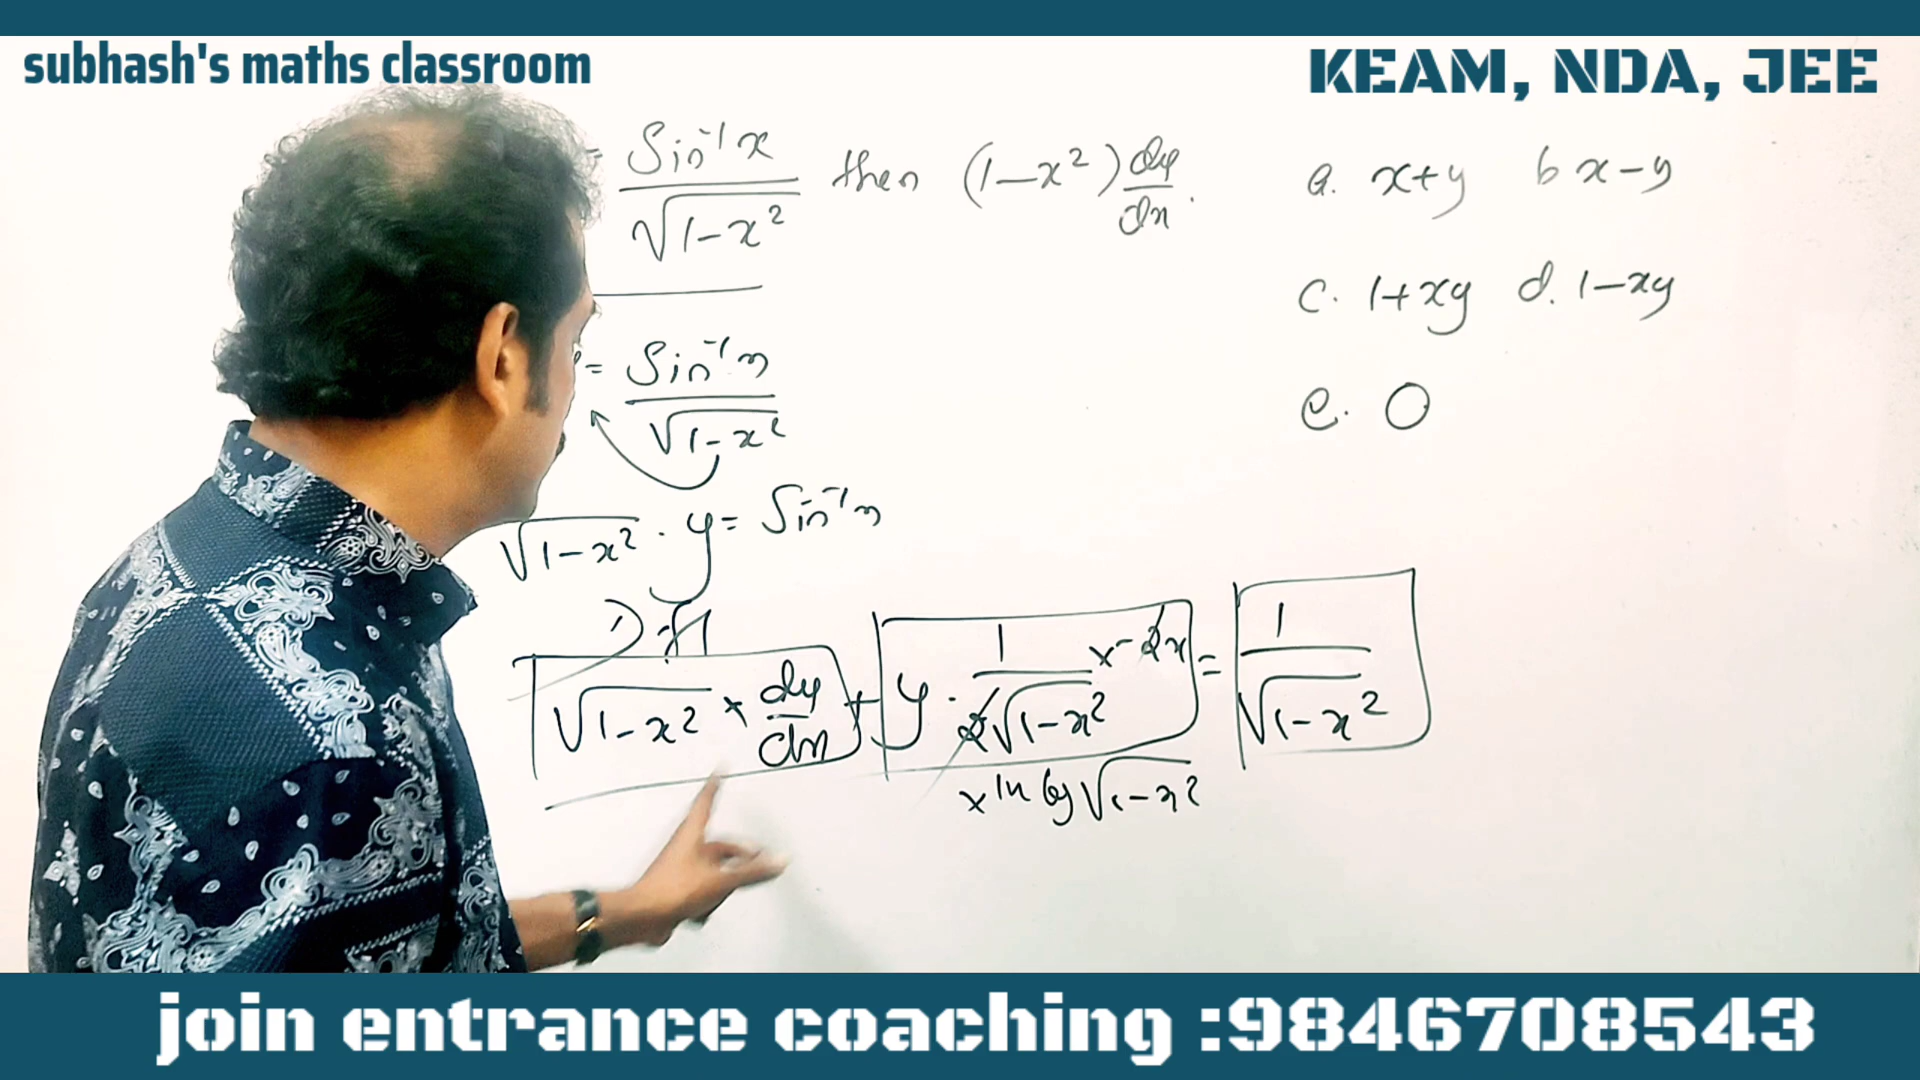 subhash's maths classroom
KEAM, NDA, JEE
= Sin⁻¹x / √1-x² then (1-x²) dy/dx.
a. x+y b x-y
c. 1+xy d. 1-xy
e. 0
= Sin⁻¹x / √1-x²
√1-x² · y = Sin⁻¹x
√1-x² × dy/dx + y · 1/2√1-x² × -2x = 1/√1-x²
× by √1-x²
join entrance coaching :9846708543